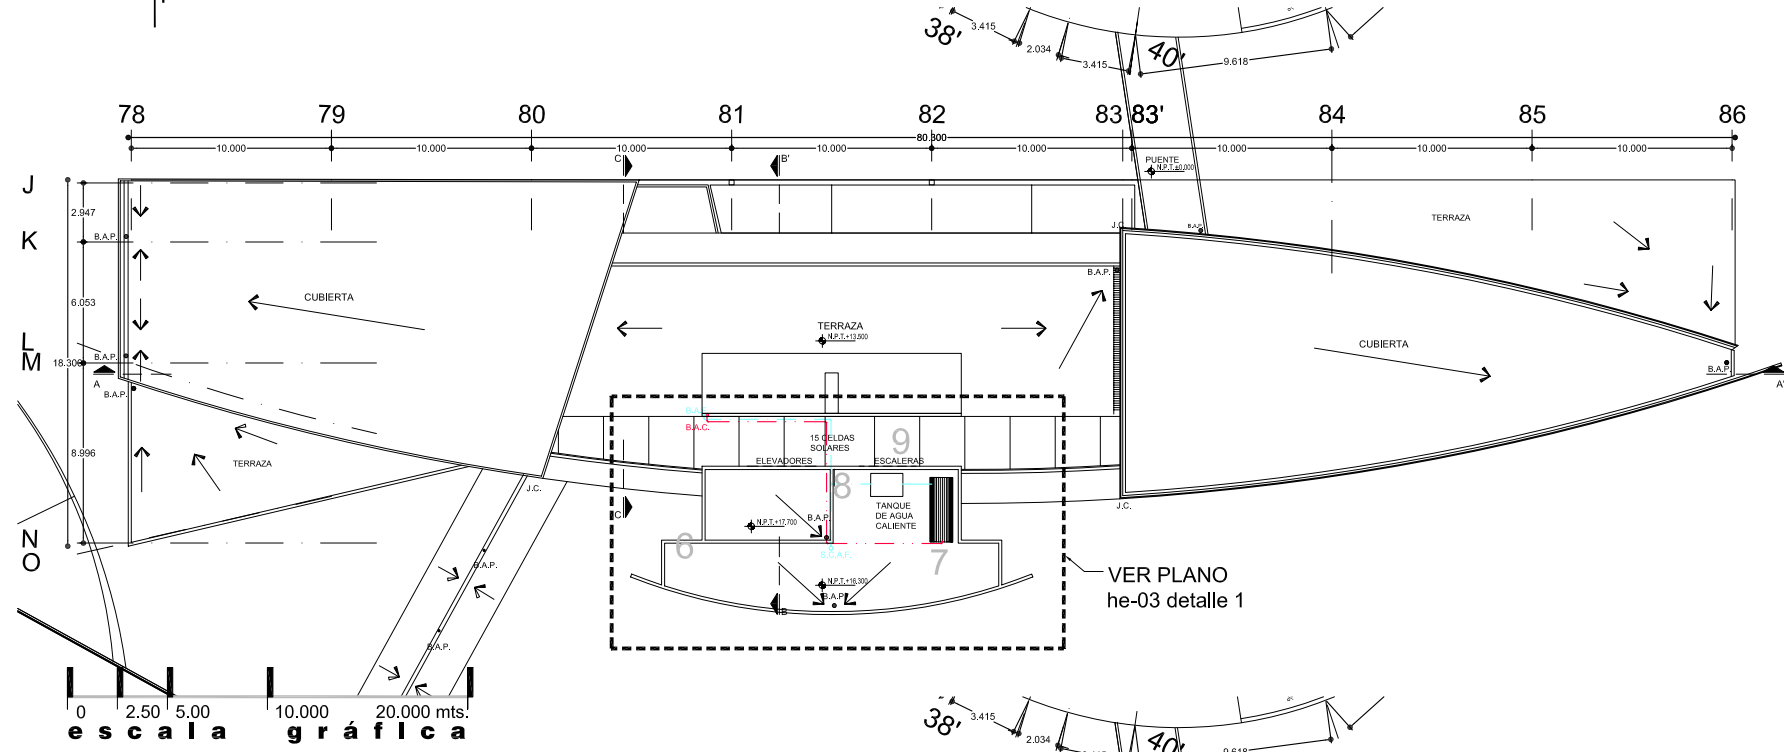 38'
3.415
2.034
3.415
40'
9.618
78 79 80 81 82 83 83' 84 85 86
80.300
10.000 10.000 10.000 10.000 10.000 10.000 10.000 10.000
C B'
PUENTE
N.P.T.±0.000
J
2.947
TERRAZA
J.C.
B.A.P.
K
B.A.P.
B.A.P.
6.053
CUBIERTA
TERRAZA
N.P.T.+13.500
CUBIERTA
L
M
18.300
B.A.P.
A
B.A.P.
B.A.P.
A'
B.A.C.
15 CELDAS
SOLARES
9
8.996
TERRAZA
ELEVADORES
ESCALERAS
8
J.C.
TANQUE
DE AGUA
CALIENTE
J.C.
C
N.P.T.+17.700
B.A.P.
N
O
6
S.C.A.P.
7
B.A.P.
N.P.T.+16.300
B.A.P.
B
VER PLANO
he-03 detalle 1
B.A.P.
0 2.50 5.00 10.000 20.000 mts.
escala gráfica
38'
3.415
2.034
40'
9.618